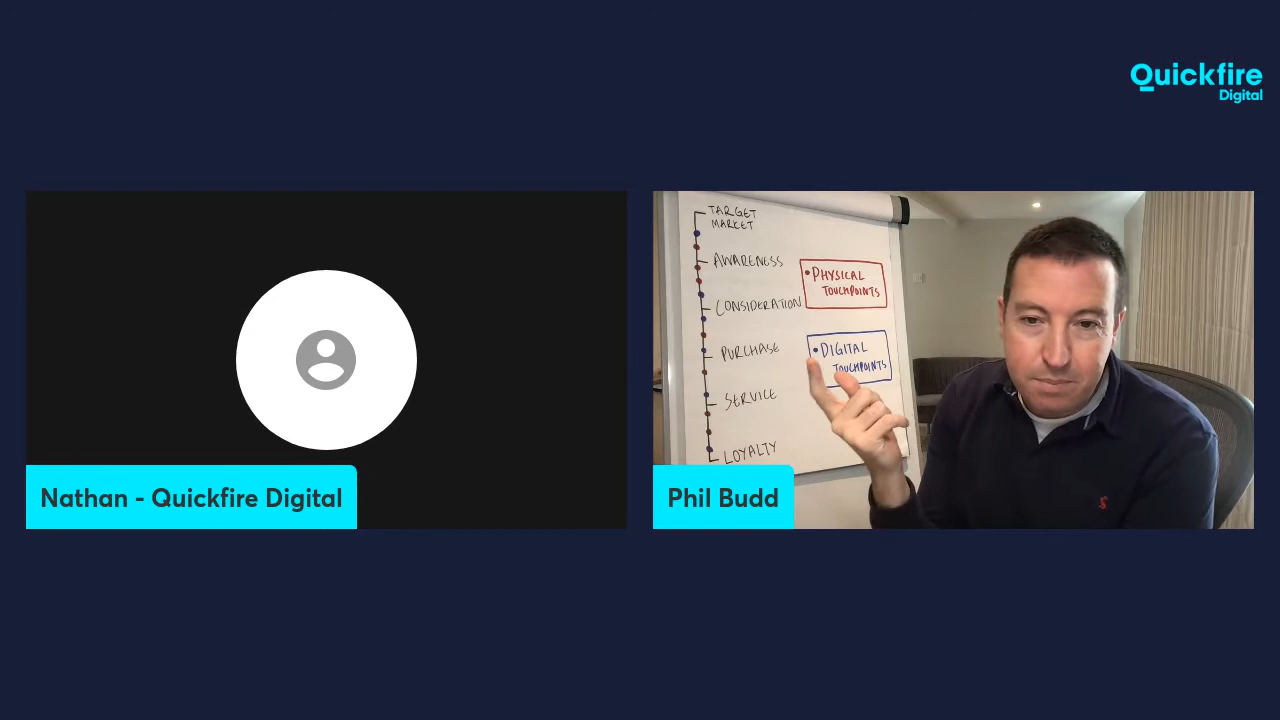 Quickfire
Digital
TARGET
MARKET
AWARENESS
CONSIDERATION
PURCHASE
SERVICE
LOYALTY
PHYSICAL
TOUCHPOINTS
DIGITAL
TOUCHPOINTS
Nathan - Quickfire Digital
Phil Budd